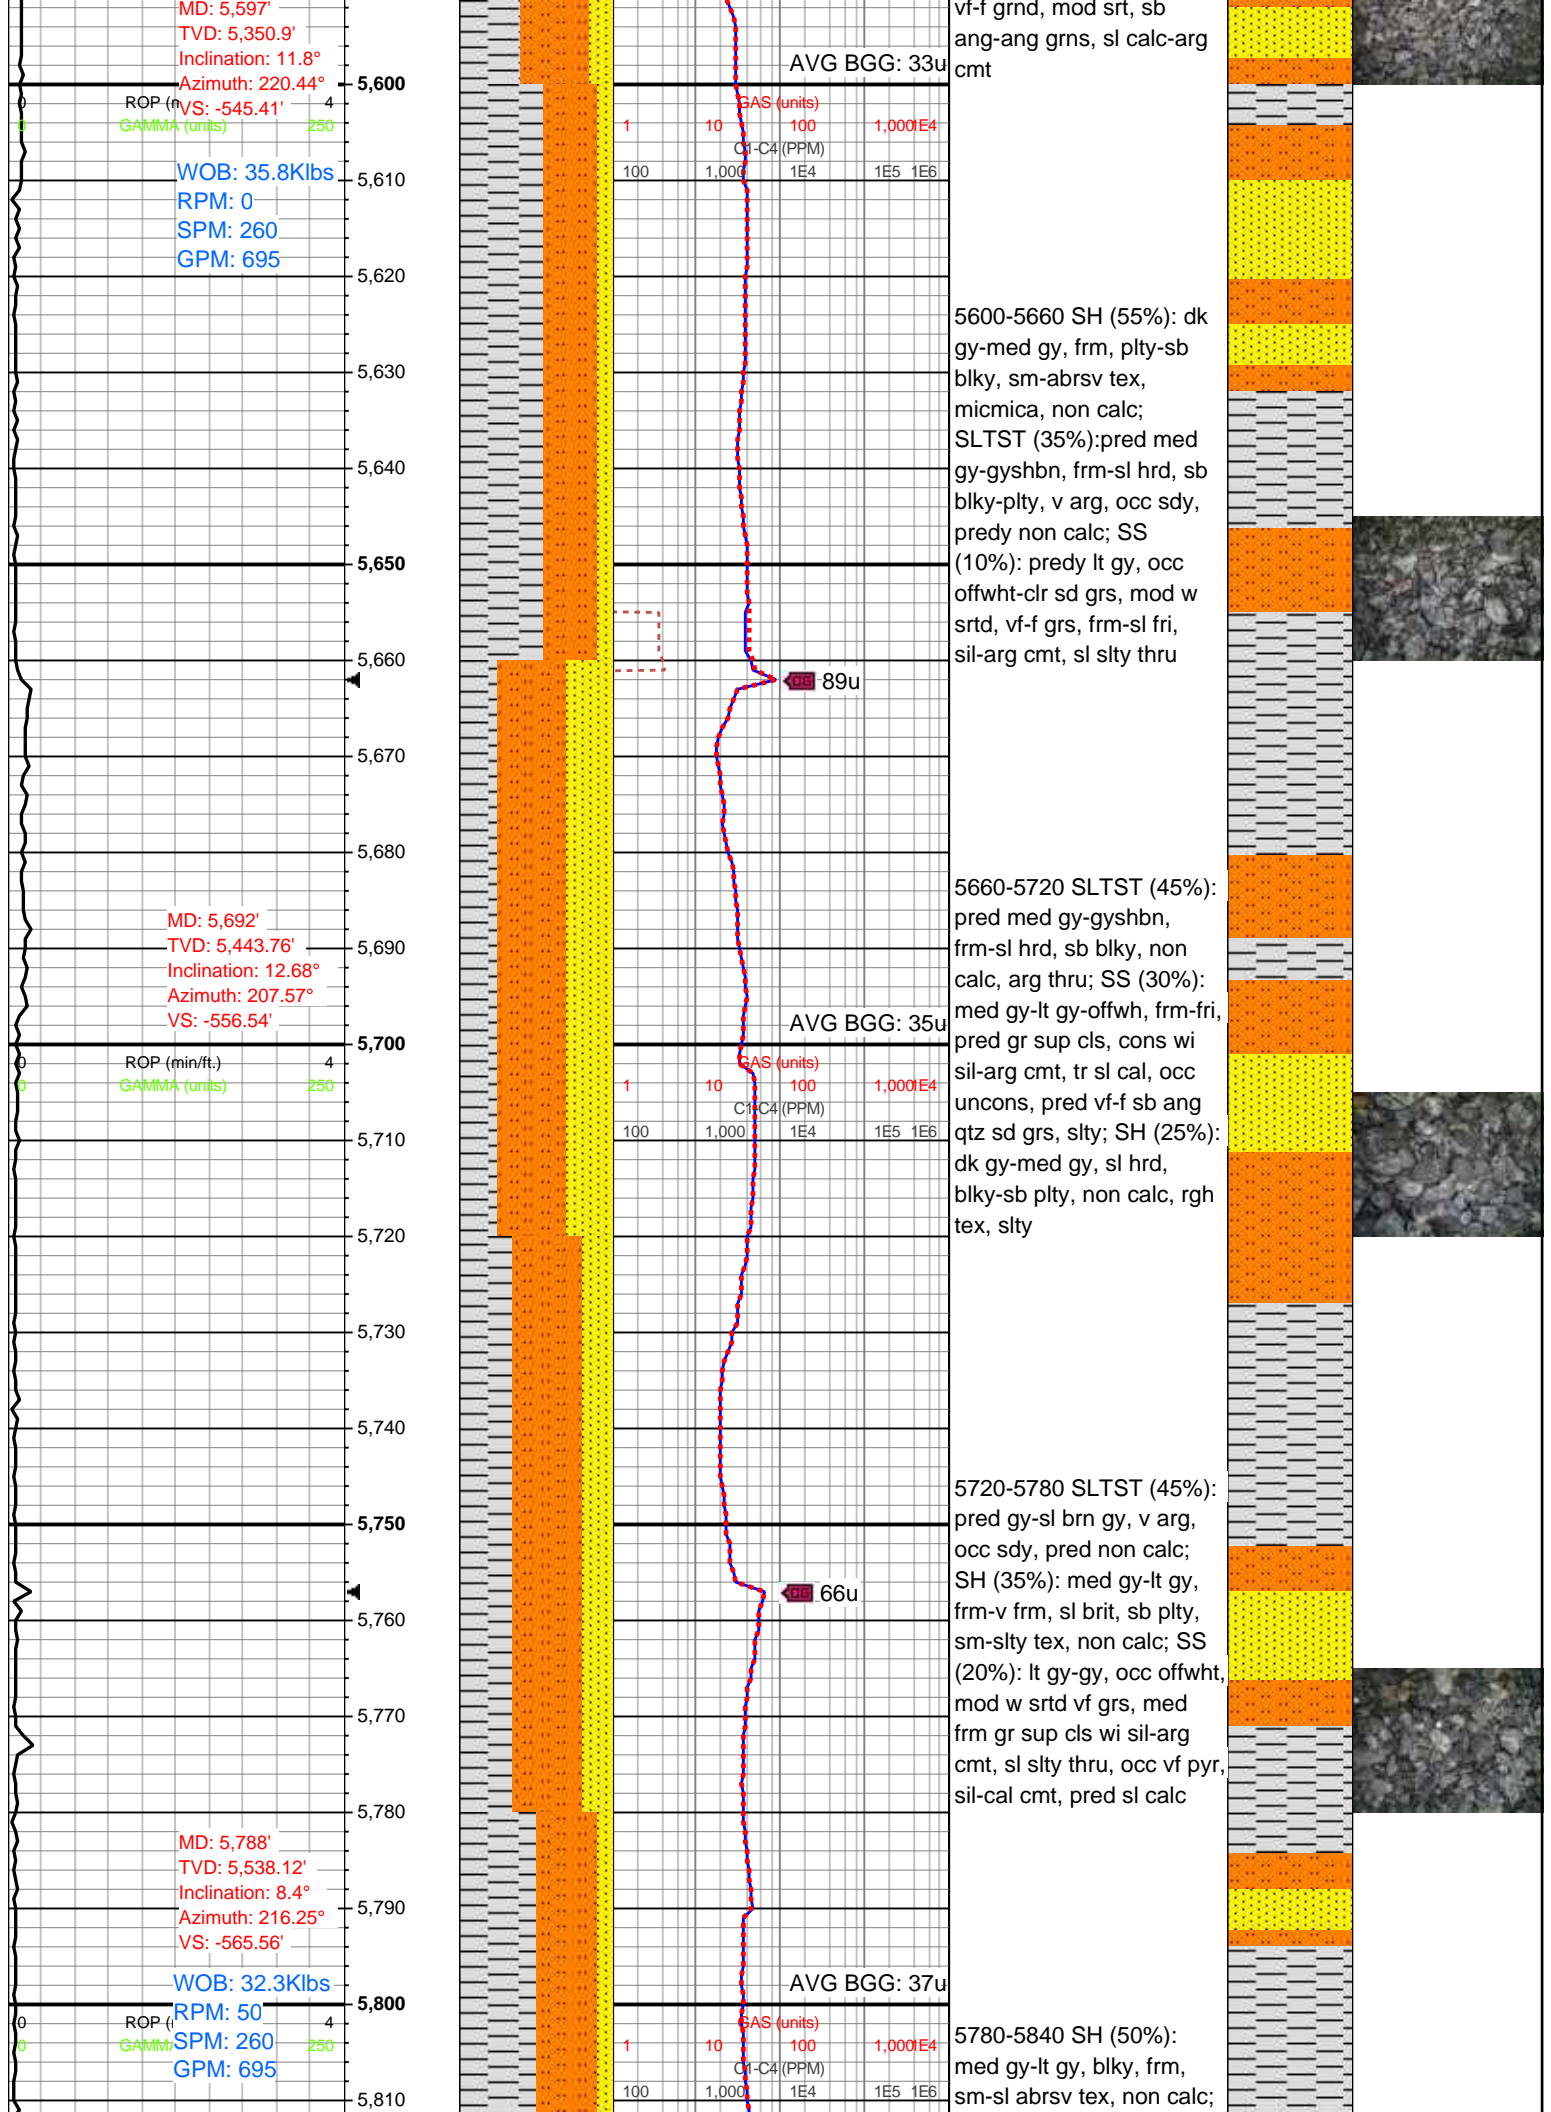 MD: 5,597'
TVD: 5,350.9'
Inclination: 11.8°
Azimuth: 220.44°
VS: -545.41'
vf-f grnd, mod srt, sb
ang-ang grns, sl calc-arg
cmt
AVG BGG: 33u
5,600
0 ROP (m 4
0 GAMMA (units) 250
GAS (units)
1 10 100 1,000 1E4
C1-C4 (PPM)
100 1,000 1E4 1E5 1E6
WOB: 35.8Klbs
RPM: 0
SPM: 260
GPM: 695
5,610
5,620
5,630
5,640
5,650
5,660
5600-5660 SH (55%): dk
gy-med gy, frm, plty-sb
blky, sm-abrsv tex,
micmica, non calc;
SLTST (35%):pred med
gy-gyshbn, frm-sl hrd, sb
blky-plty, v arg, occ sdy,
predy non calc; SS
(10%): predy lt gy, occ
offwht-clr sd grs, mod w
srtd, vf-f grs, frm-sl fri,
sil-arg cmt, sl slty thru
CG 89u
5,670
5,680
5,690
MD: 5,692'
TVD: 5,443.76'
Inclination: 12.68°
Azimuth: 207.57°
VS: -556.54'
5660-5720 SLTST (45%):
pred med gy-gyshbn,
frm-sl hrd, sb blky, non
calc, arg thru; SS (30%):
med gy-lt gy-offwh, frm-fri,
pred gr sup cls, cons wi
sil-arg cmt, tr sl cal, occ
uncons, pred vf-f sb ang
qtz sd grs, slty; SH (25%):
dk gy-med gy, sl hrd,
blky-sb plty, non calc, rgh
tex, slty
AVG BGG: 35u
5,700
0 ROP (min/ft.) 4
0 GAMMA (units) 250
GAS (units)
1 10 100 1,000 1E4
C1-C4 (PPM)
100 1,000 1E4 1E5 1E6
5,710
5,720
5,730
5,740
5,750
CG 66u
5,760
5,770
5,780
5720-5780 SLTST (45%):
pred gy-sl brn gy, v arg,
occ sdy, pred non calc;
SH (35%): med gy-lt gy,
frm-v frm, sl brit, sb plty,
sm-slty tex, non calc; SS
(20%): lt gy-gy, occ offwht,
mod w srtd vf grs, med
frm gr sup cls wi sil-arg
cmt, sl slty thru, occ vf pyr,
sil-cal cmt, pred sl calc
MD: 5,788'
TVD: 5,538.12'
Inclination: 8.4°
Azimuth: 216.25°
VS: -565.56'
5,790
AVG BGG: 37u
5,800
WOB: 32.3Klbs
RPM: 50
SPM: 260
GPM: 695
0 ROP ( 4
0 GAMMA 250
GAS (units)
1 10 100 1,000 1E4
C1-C4 (PPM)
100 1,000 1E4 1E5 1E6
5,810
5780-5840 SH (50%):
med gy-lt gy, blky, frm,
sm-sl abrsv tex, non calc;